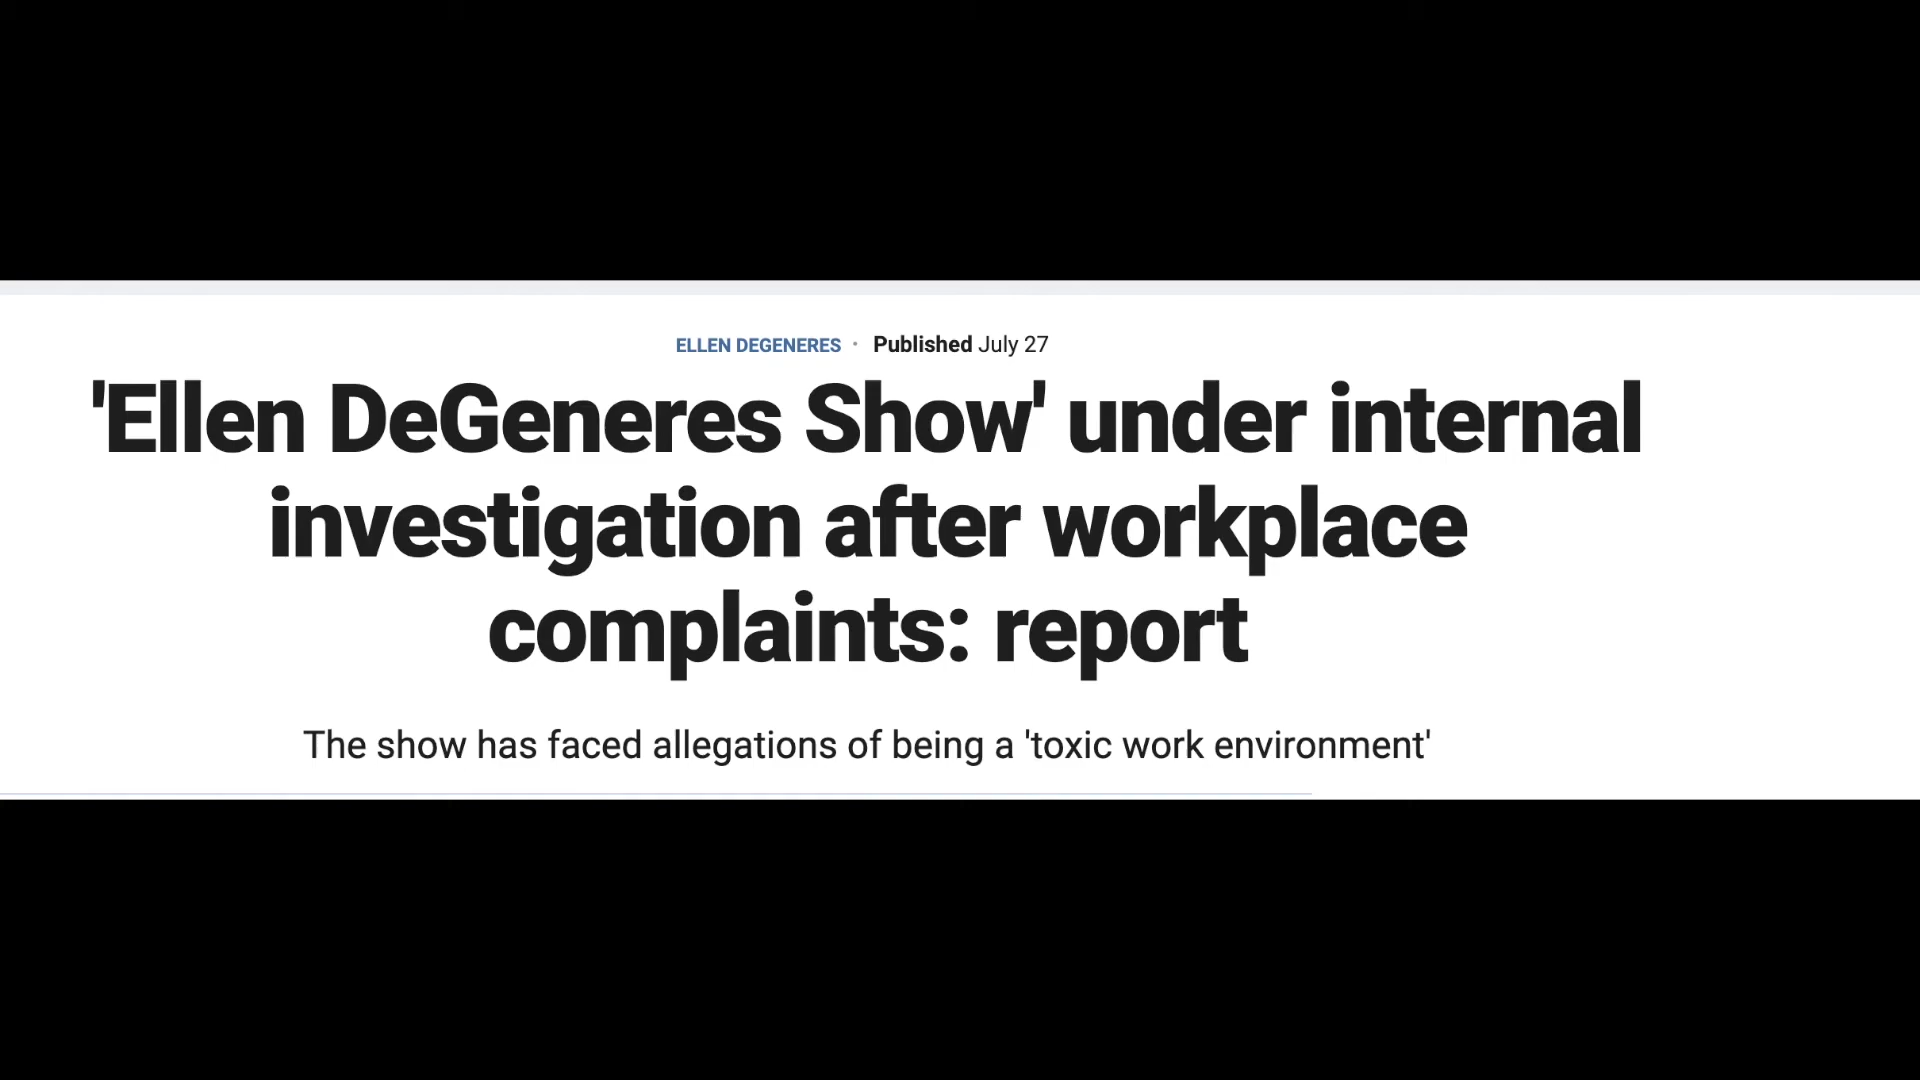 ELLEN DEGENERES · Published July 27
'Ellen DeGeneres Show' under internal
investigation after workplace
complaints: report
The show has faced allegations of being a 'toxic work environment'